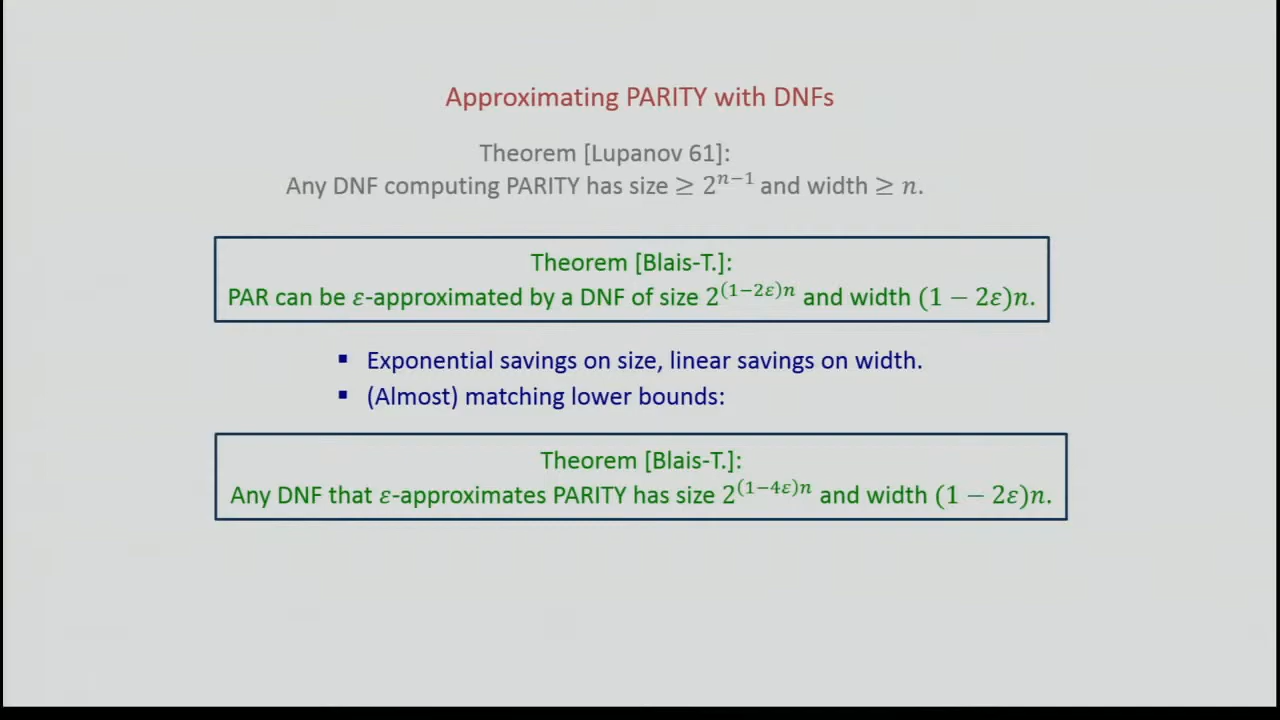 Approximating PARITY with DNFs
Theorem [Lupanov 61]:
Any DNF computing PARITY has size ≥ 2^{n−1} and width ≥ n.
Theorem [Blais-T.]:
PAR can be ε-approximated by a DNF of size 2^{(1−2ε)n} and width (1 − 2ε)n.
▪ Exponential savings on size, linear savings on width.
▪ (Almost) matching lower bounds:
Theorem [Blais-T.]:
Any DNF that ε-approximates PARITY has size 2^{(1−4ε)n} and width (1 − 2ε)n.